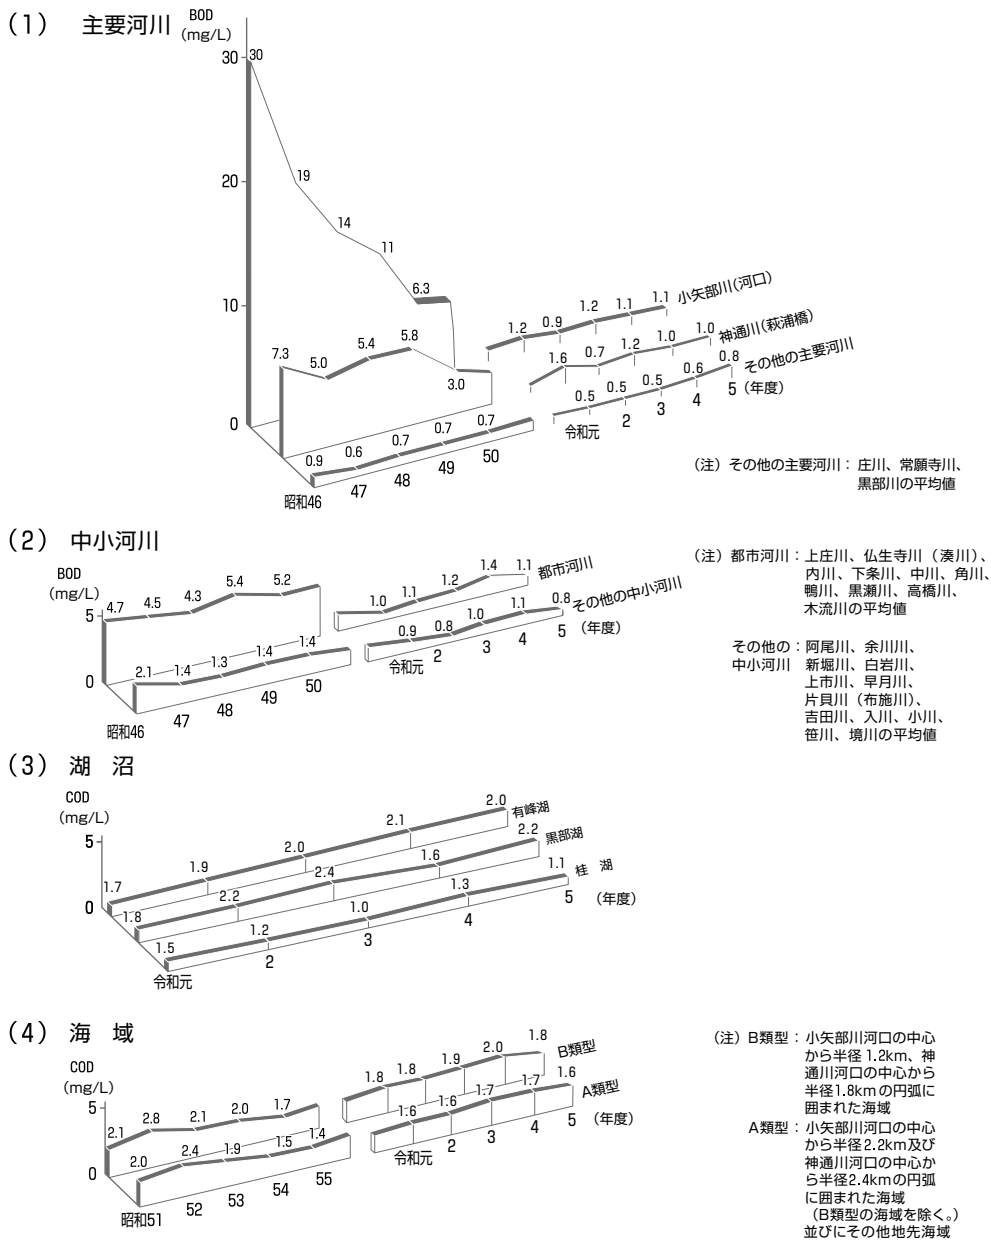 (1) 主要河川
BOD
(mg/L)
30
20
10
0
30
19
14
11
6.3
7.3
5.0
5.4
5.8
3.0
0.9
0.6
0.7
0.7
0.7
昭和46
47
48
49
50
1.2
0.9
1.2
1.1
1.1
小矢部川(河口)
1.6
0.7
1.2
1.0
1.0
神通川(萩浦橋)
0.5
0.5
0.5
0.6
0.8
その他の主要河川
令和元
2
3
4
5
(年度)
(注) その他の主要河川: 庄川、常願寺川、
黒部川の平均値
(2) 中小河川
BOD
(mg/L)
5
0
4.7
4.5
4.3
5.4
5.2
2.1
1.4
1.3
1.4
1.4
昭和46
47
48
49
50
1.0
1.1
1.2
1.4
1.1
都市河川
0.9
0.8
1.0
1.1
0.8
その他の中小河川
令和元
2
3
4
5
(年度)
(注) 都市河川: 上庄川、仏生寺川(湊川)、
内川、下条川、中川、角川、
鴨川、黒瀬川、高橋川、
木流川の平均値
その他の: 阿尾川、余川川、
中小河川 新堀川、白岩川、
上市川、早月川、
片貝川(布施川)、
吉田川、入川、小川、
笹川、境川の平均値
(3) 湖 沼
COD
(mg/L)
5
0
1.7
1.9
2.0
2.1
2.0
有峰湖
1.8
2.2
2.4
1.6
2.2
黒部湖
1.5
1.2
1.0
1.3
1.1
桂 湖
令和元
2
3
4
5
(年度)
(4) 海 域
COD
(mg/L)
5
0
2.1
2.8
2.1
2.0
1.7
2.0
2.4
1.9
1.5
1.4
昭和51
52
53
54
55
1.8
1.8
1.9
2.0
1.8
B類型
1.6
1.6
1.7
1.7
1.6
A類型
令和元
2
3
4
5
(年度)
(注) B類型: 小矢部川河口の中心
から半径1.2km、神
通川河口の中心から
半径1.8kmの円弧に
囲まれた海域
A類型: 小矢部川河口の中心
から半径2.2km及び
神通川河口の中心か
ら半径2.4kmの円弧
に囲まれた海域
(B類型の海域を除く。)
並びにその他地先海域